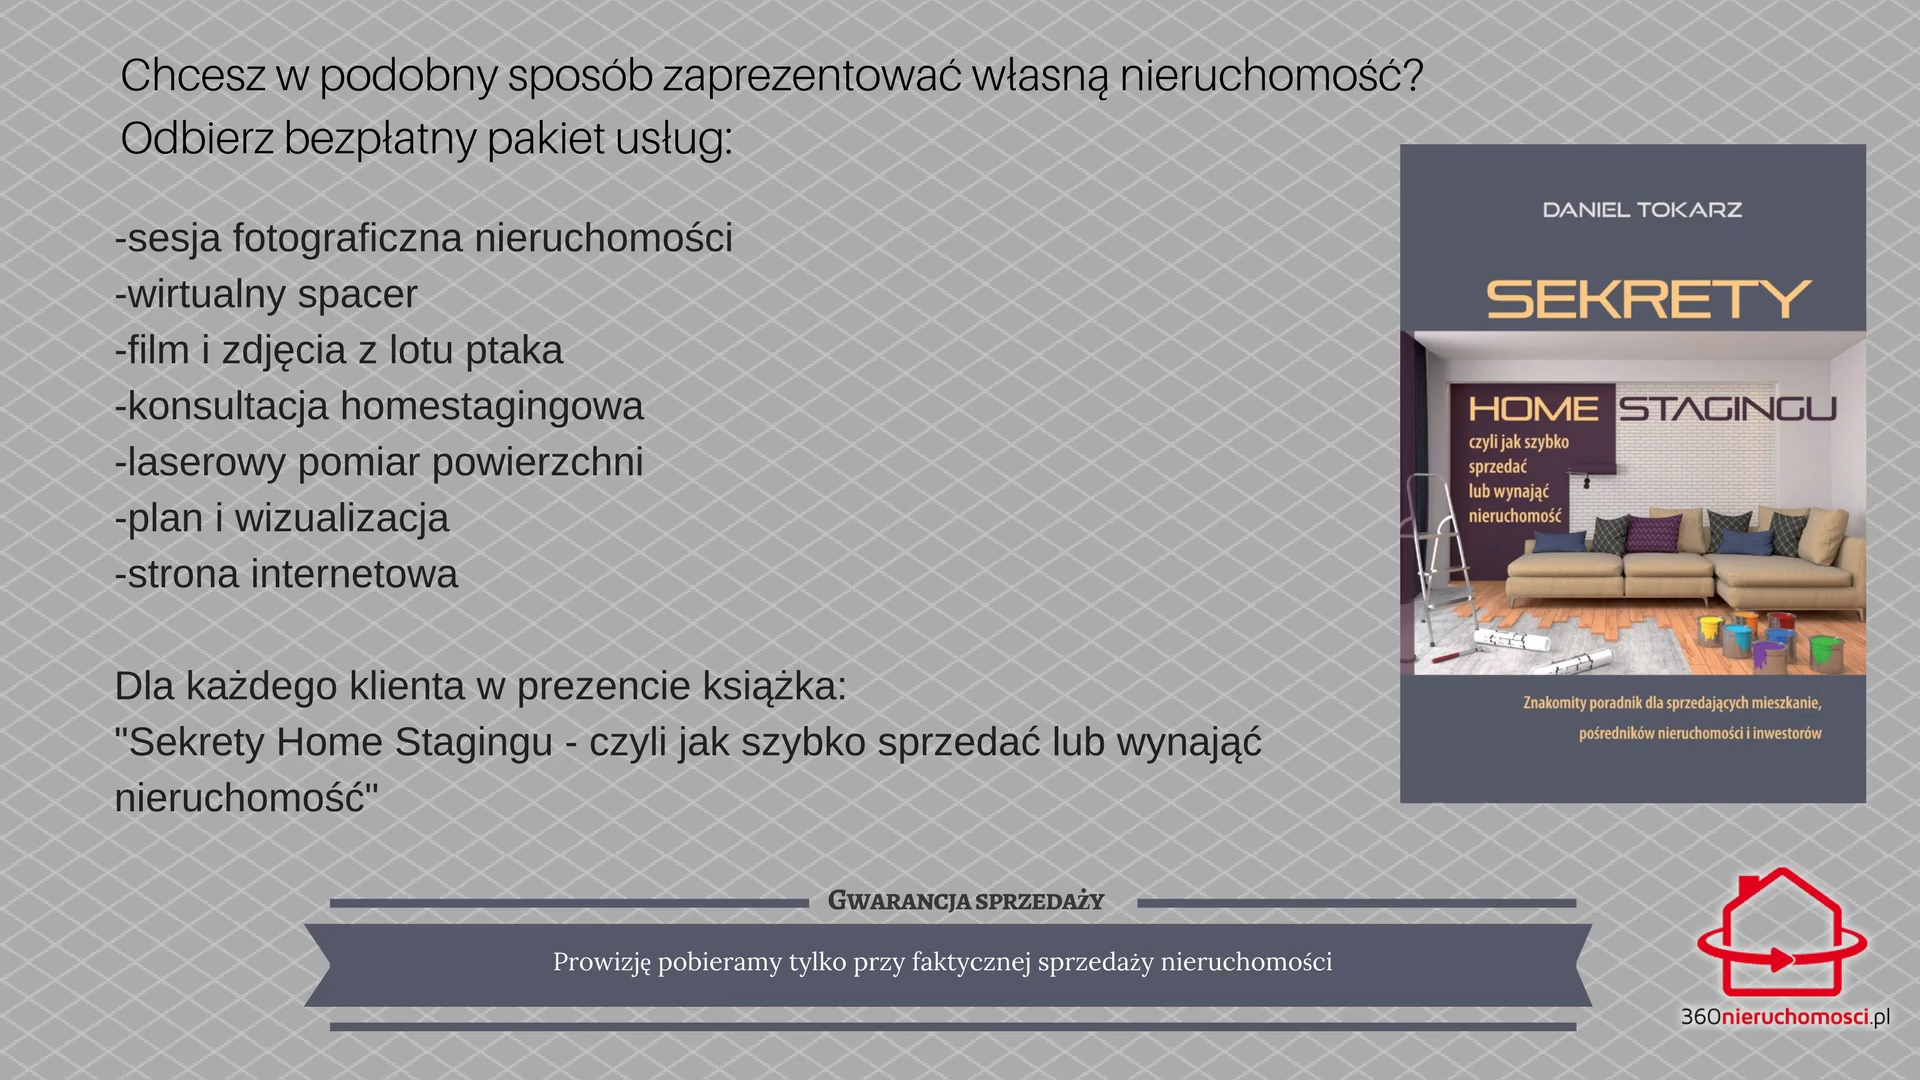 Chcesz w podobny sposób zaprezentować własną nieruchomość?
Odbierz bezpłatny pakiet usług:
-sesja fotograficzna nieruchomości
-wirtualny spacer
-film i zdjęcia z lotu ptaka
-konsultacja homestagingowa
-laserowy pomiar powierzchni
-plan i wizualizacja
-strona internetowa
Dla każdego klienta w prezencie książka:
"Sekrety Home Stagingu - czyli jak szybko sprzedać lub wynająć
nieruchomość"
DANIEL TOKARZ
SEKRETY
HOME STAGINGU
czyli jak szybko
sprzedać
lub wynająć
nieruchomość
Znakomity poradnik dla sprzedających mieszkanie,
pośredników nieruchomości i inwestorów
Gwarancja sprzedaży
Prowizję pobieramy tylko przy faktycznej sprzedaży nieruchomości
360nieruchomosci.pl